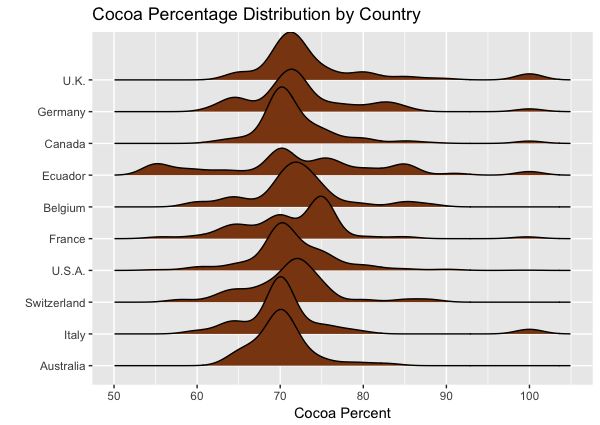 Cocoa Percentage Distribution by Country
U.K.
Germany
Canada
Ecuador
Belgium
France
U.S.A.
Switzerland
Italy
Australia
50 60 70 80 90 100
Cocoa Percent